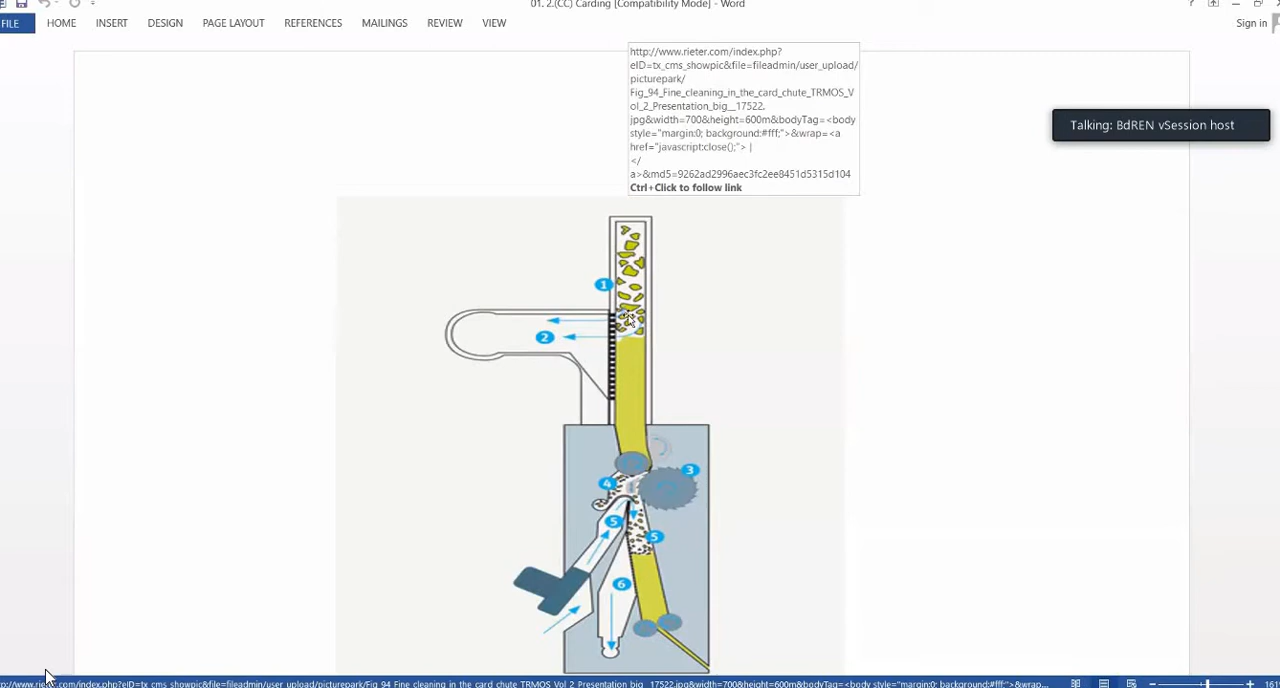 01. 2.(CC) Carding [Compatibility Mode] - Word
FILE HOME INSERT DESIGN PAGE LAYOUT REFERENCES MAILINGS REVIEW VIEW Sign in
http://www.rieter.com/index.php?
eID=tx_cms_showpic&file=fileadmin/user_upload/
picturepark/
Fig_94_Fine_cleaning_in_the_card_chute_TRMOS_V
ol_2_Presentation_big__17522.
jpg&width=700&height=600m&bodyTag=<body
style="margin:0; background:#fff;">&wrap=<a
href="javascript:close();"> |
</
a>&md5=9262ad2996aec3fc2ee8451d5315d104
Ctrl+Click to follow link
Talking: BdREN vSession host
1
2
3
4
5
5
6